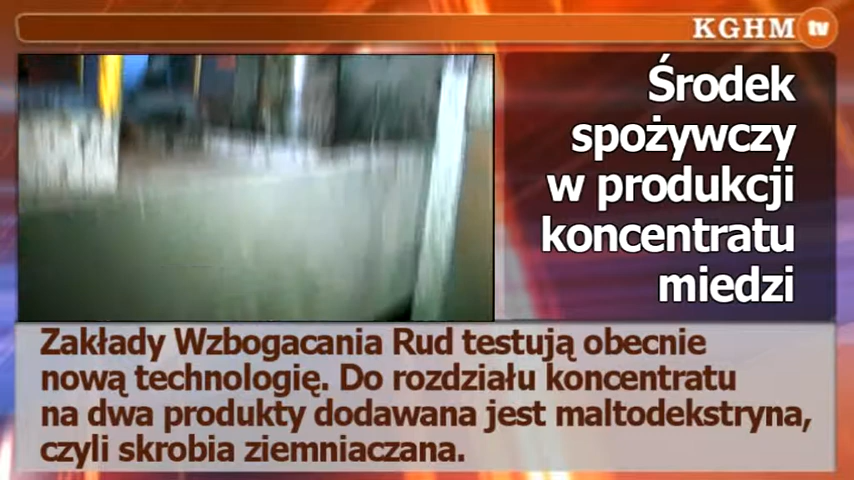 KGHM tv
Środek
spożywczy
w produkcji
koncentratu
miedzi
Zakłady Wzbogacania Rud testują obecnie
nową technologię. Do rozdziału koncentratu
na dwa produkty dodawana jest maltodekstryna,
czyli skrobia ziemniaczana.